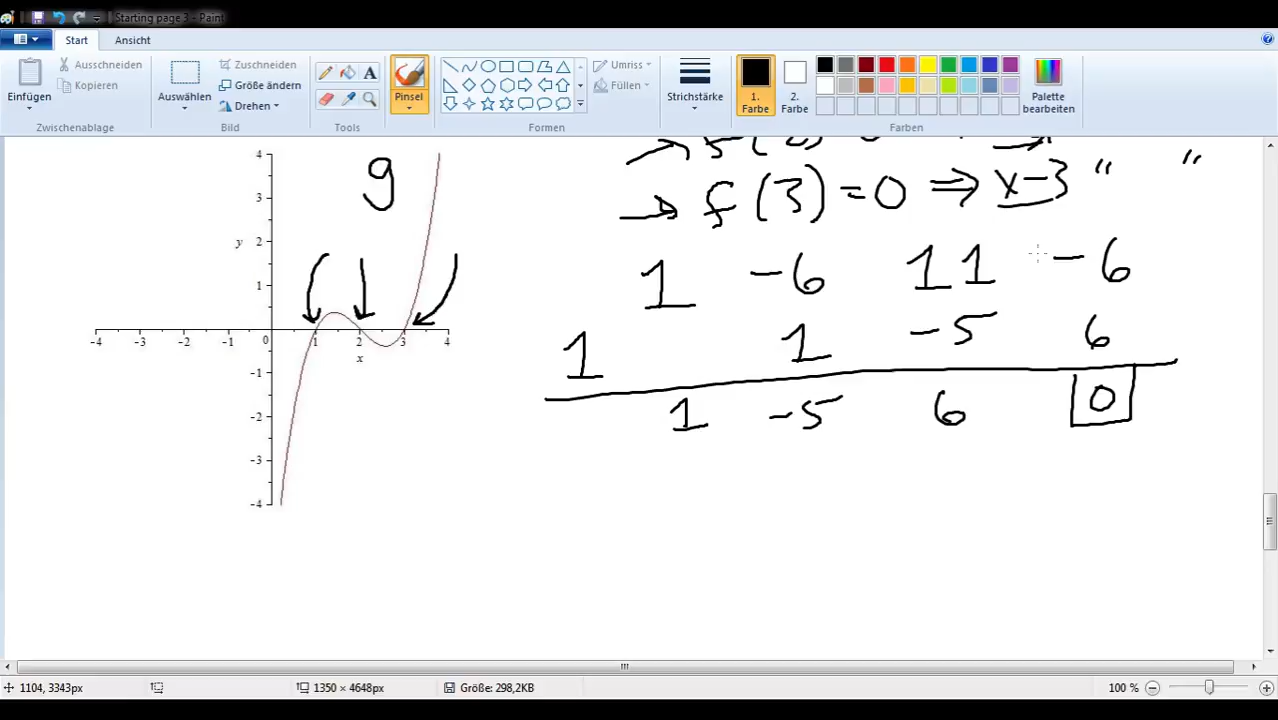 Starting page 3 - Paint
Start Ansicht
Einfügen
Ausschneiden
Kopieren
Zwischenablage
Auswählen
Zuschneiden
Größe ändern
Drehen
Bild
A
Tools
Pinsel
Umriss
Füllen
Formen
Strichstärke
1. Farbe
2. Farbe
Palette bearbeiten
Farben
g
4
3
y 2
1
-4 -3 -2 -1 0 1 2 3 4
x
-1
-2
-3
-4
→ f(3) = 0 ⇒ x-3 " "
1 -6 11 -6
1 1 -5 6
1 -5 6 0
1104, 3343px
1350 × 4648px
Größe: 298,2KB
100 %